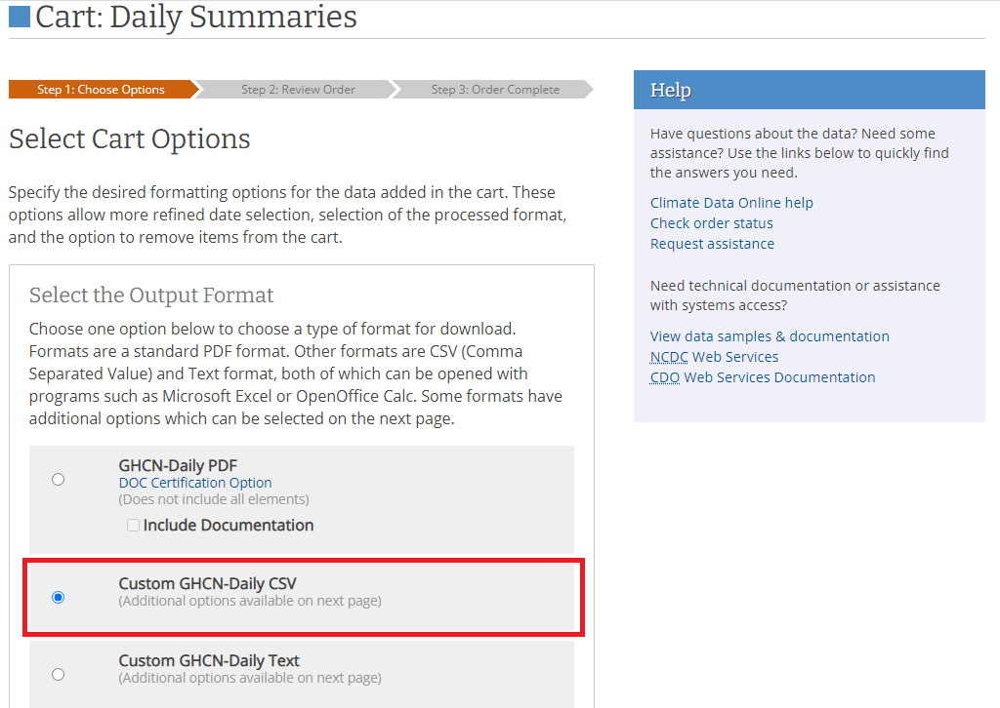 Cart: Daily Summaries
Step 1: Choose Options
Step 2: Review Order
Step 3: Order Complete
Select Cart Options
Specify the desired formatting options for the data added in the cart. These
options allow more refined date selection, selection of the processed format,
and the option to remove items from the cart.
Select the Output Format
Choose one option below to choose a type of format for download.
Formats are a standard PDF format. Other formats are CSV (Comma
Separated Value) and Text format, both of which can be opened with
programs such as Microsoft Excel or OpenOffice Calc. Some formats have
additional options which can be selected on the next page.
GHCN-Daily PDF
DOC Certification Option
(Does not include all elements)
Include Documentation
Custom GHCN-Daily CSV
(Additional options available on next page)
Custom GHCN-Daily Text
(Additional options available on next page)
Help
Have questions about the data? Need some
assistance? Use the links below to quickly find
the answers you need.
Climate Data Online help
Check order status
Request assistance
Need technical documentation or assistance
with systems access?
View data samples & documentation
NCDC Web Services
CDO Web Services Documentation